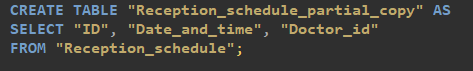 CREATE TABLE "Reception_schedule_partial_copy" AS
SELECT "ID", "Date_and_time", "Doctor_id"
FROM "Reception_schedule";